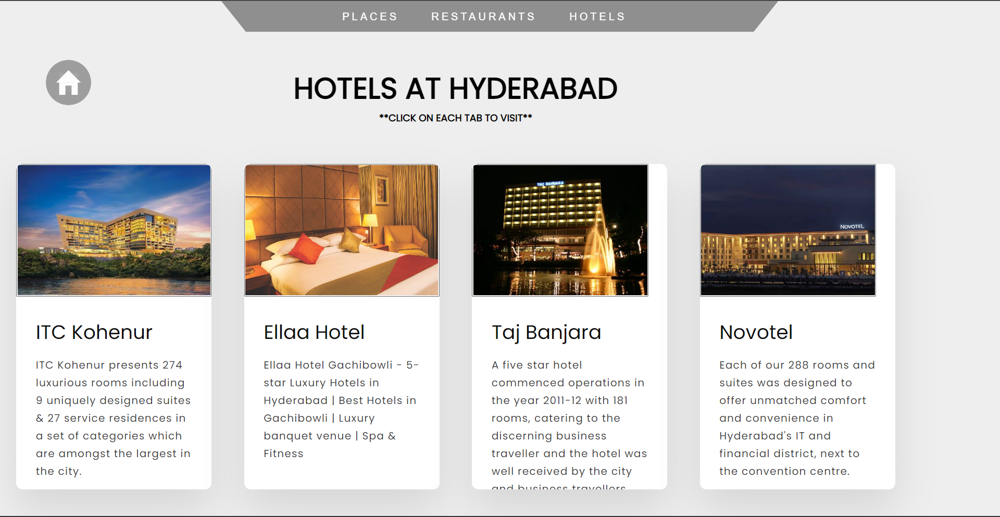 PLACES RESTAURANTS HOTELS
HOTELS AT HYDERABAD
**CLICK ON EACH TAB TO VISIT**
TAJ BANJARA
NOVOTEL
ITC Kohenur
ITC Kohenur presents 274
luxurious rooms including
9 uniquely designed suites
& 27 service residences in
a set of categories which
are amongst the largest in
the city.
Ellaa Hotel
Ellaa Hotel Gachibowli - 5-
star Luxury Hotels in
Hyderabad | Best Hotels in
Gachibowli | Luxury
banquet venue | Spa &
Fitness
Taj Banjara
A five star hotel
commenced operations in
the year 2011-12 with 181
rooms, catering to the
discerning business
traveller and the hotel was
well received by the city
and business travellers
Novotel
Each of our 288 rooms and
suites was designed to
offer unmatched comfort
and convenience in
Hyderabad's IT and
financial district, next to
the convention centre.